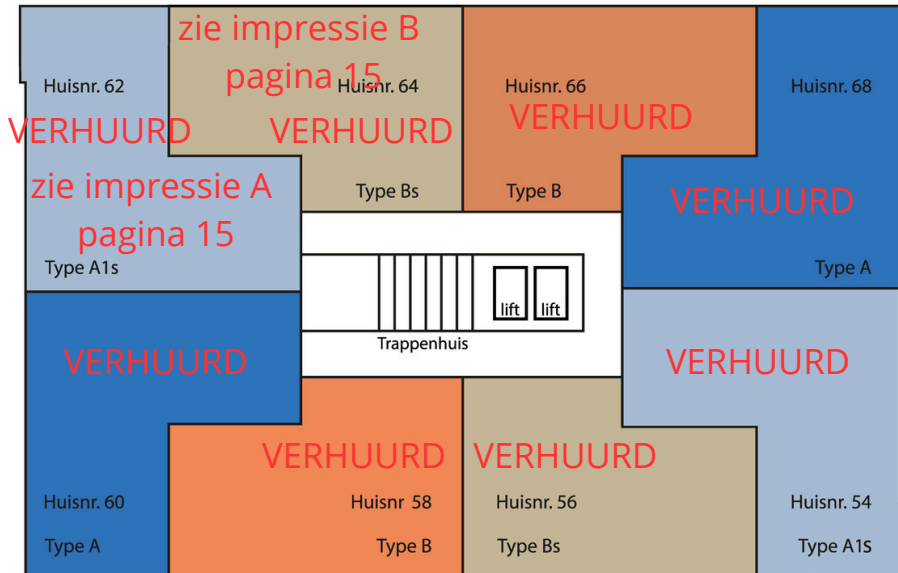 zie impressie B
pagina 15
Huisnr. 62
Huisnr. 64
Huisnr. 66
Huisnr. 68
VERHUURD
VERHUURD
VERHUURD
zie impressie A
pagina 15
Type Bs
Type B
VERHUURD
Type A1s
Type A
lift
lift
Trappenhuis
VERHUURD
VERHUURD
VERHUURD
VERHUURD
Huisnr. 60
Huisnr 58
Huisnr. 56
Huisnr. 54
Type A
Type B
Type Bs
Type A1S